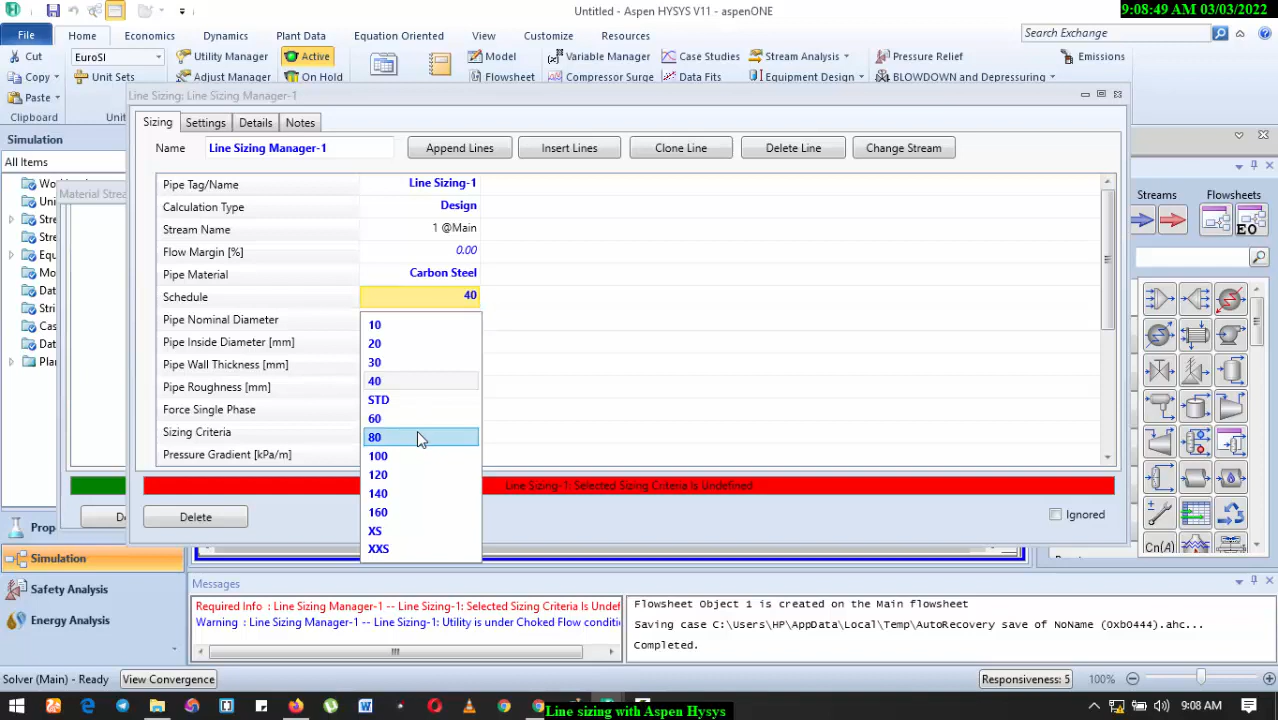 Untitled - Aspen HYSYS V11 - aspenONE
9:08:49 AM 03/03/2022
File Home Economics Dynamics Plant Data Equation Oriented View Customize Resources
Search Exchange
Cut EuroSI Utility Manager Active Model Variable Manager Case Studies Stream Analysis Pressure Relief Emissions
Copy Unit Sets Adjust Manager On Hold Flowsheet Compressor Surge Data Fits Equipment Design BLOWDOWN and Depressuring
Paste
Clipboard
Line Sizing: Line Sizing Manager-1
Simulation
All Items
Material Stre
Sizing Settings Details Notes
Name Line Sizing Manager-1 Append Lines Insert Lines Clone Line Delete Line Change Stream
Pipe Tag/Name Line Sizing-1
Calculation Type Design
Stream Name 1 @Main
Flow Margin [%] 0.00
Pipe Material Carbon Steel
Schedule 40
Pipe Nominal Diameter
Pipe Inside Diameter [mm]
Pipe Wall Thickness [mm]
Pipe Roughness [mm]
Force Single Phase
Sizing Criteria
Pressure Gradient [kPa/m]
10
20
30
40
STD
60
80
100
120
140
160
XS
XXS
Line Sizing-1: Selected Sizing Criteria Is Undefined
Delete
Ignored
Streams Flowsheets
EO
Cn(A)
Prop
Simulation
Safety Analysis
Energy Analysis
Messages
Required Info : Line Sizing Manager-1 -- Line Sizing-1: Selected Sizing Criteria Is Undef
Warning : Line Sizing Manager-1 -- Line Sizing-1: Utility is under Choked Flow conditi
Flowsheet Object 1 is created on the Main flowsheet
Saving case C:\Users\HP\AppData\Local\Temp\AutoRecovery save of NoName (0xb0444).ahc...
Completed.
Solver (Main) - Ready View Convergence Responsiveness: 5 100%
9:08 AM
Line sizing with Aspen Hysys